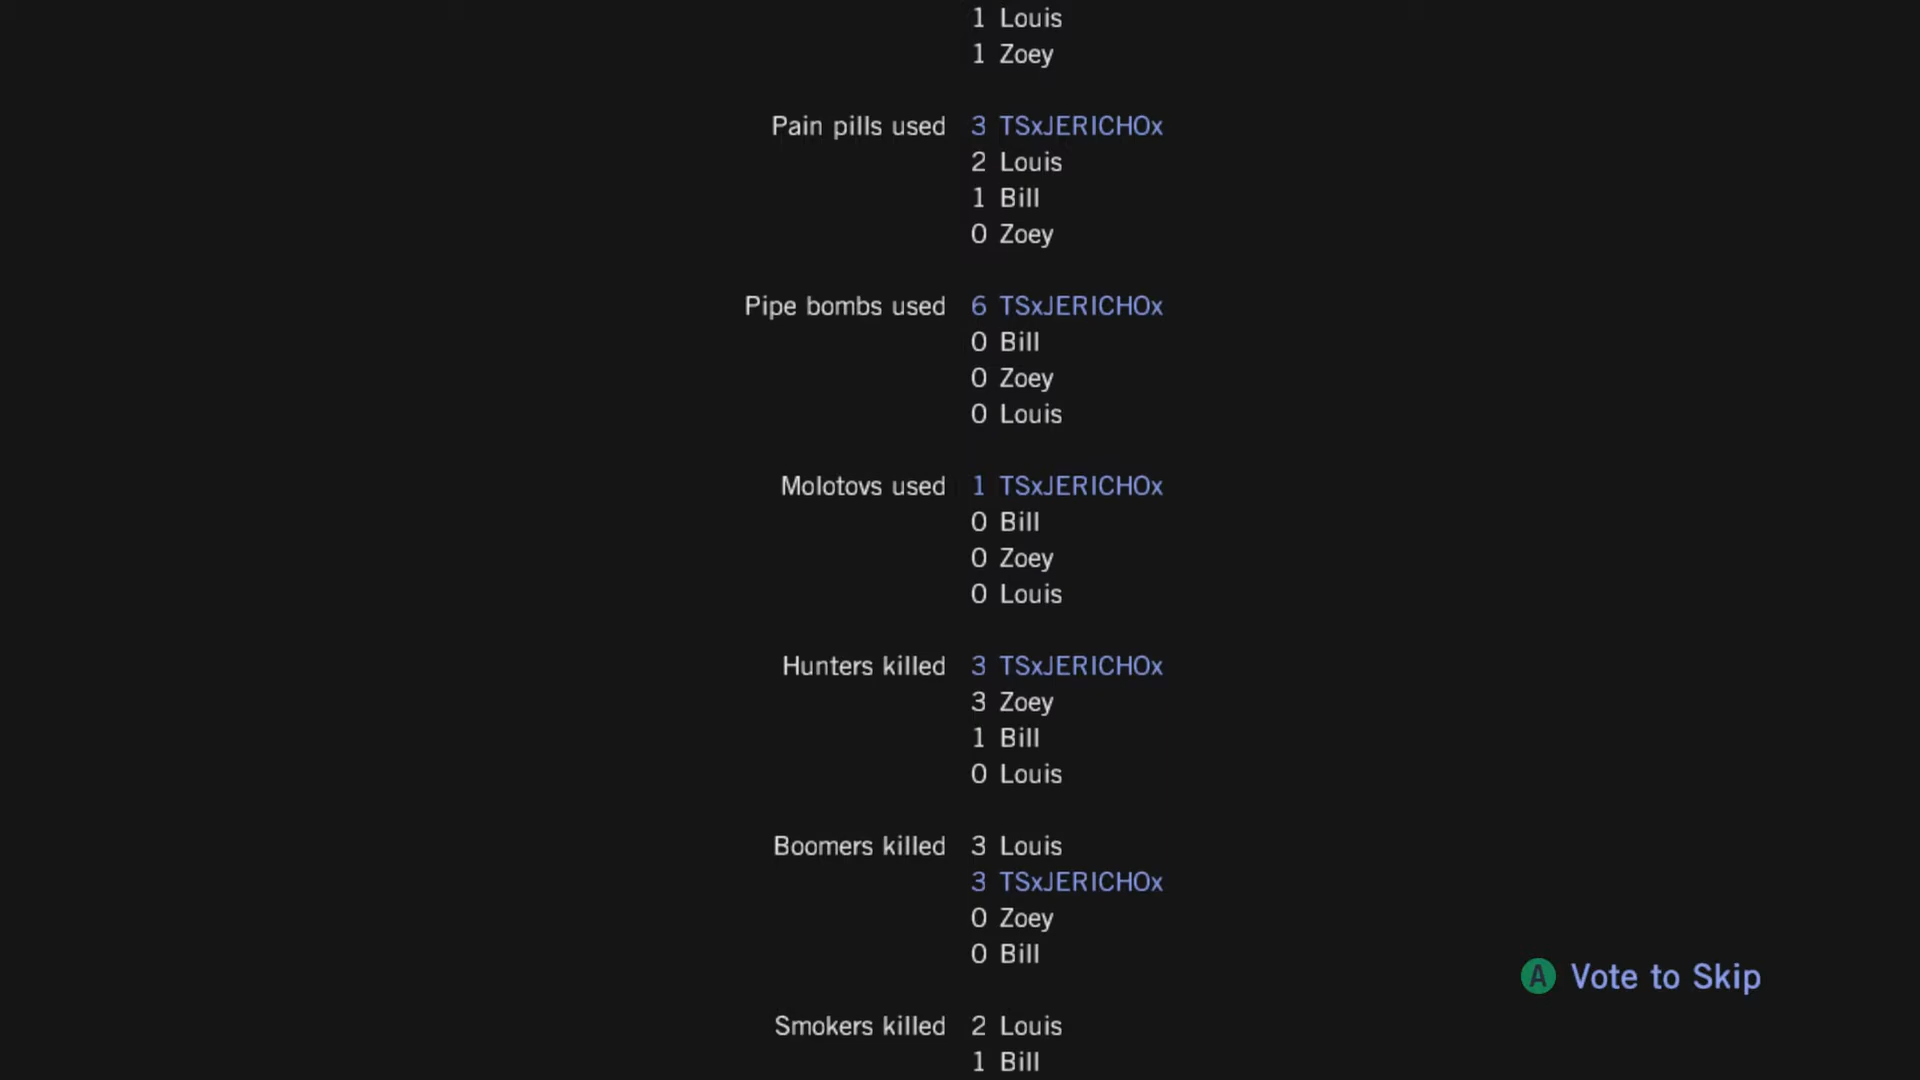 1 Louis
1 Zoey
Pain pills used 3 TSxJERICHOx
2 Louis
1 Bill
0 Zoey
Pipe bombs used 6 TSxJERICHOx
0 Bill
0 Zoey
0 Louis
Molotovs used 1 TSxJERICHOx
0 Bill
0 Zoey
0 Louis
Hunters killed 3 TSxJERICHOx
3 Zoey
1 Bill
0 Louis
Boomers killed 3 Louis
3 TSxJERICHOx
0 Zoey
0 Bill
A Vote to Skip
Smokers killed 2 Louis
1 Bill